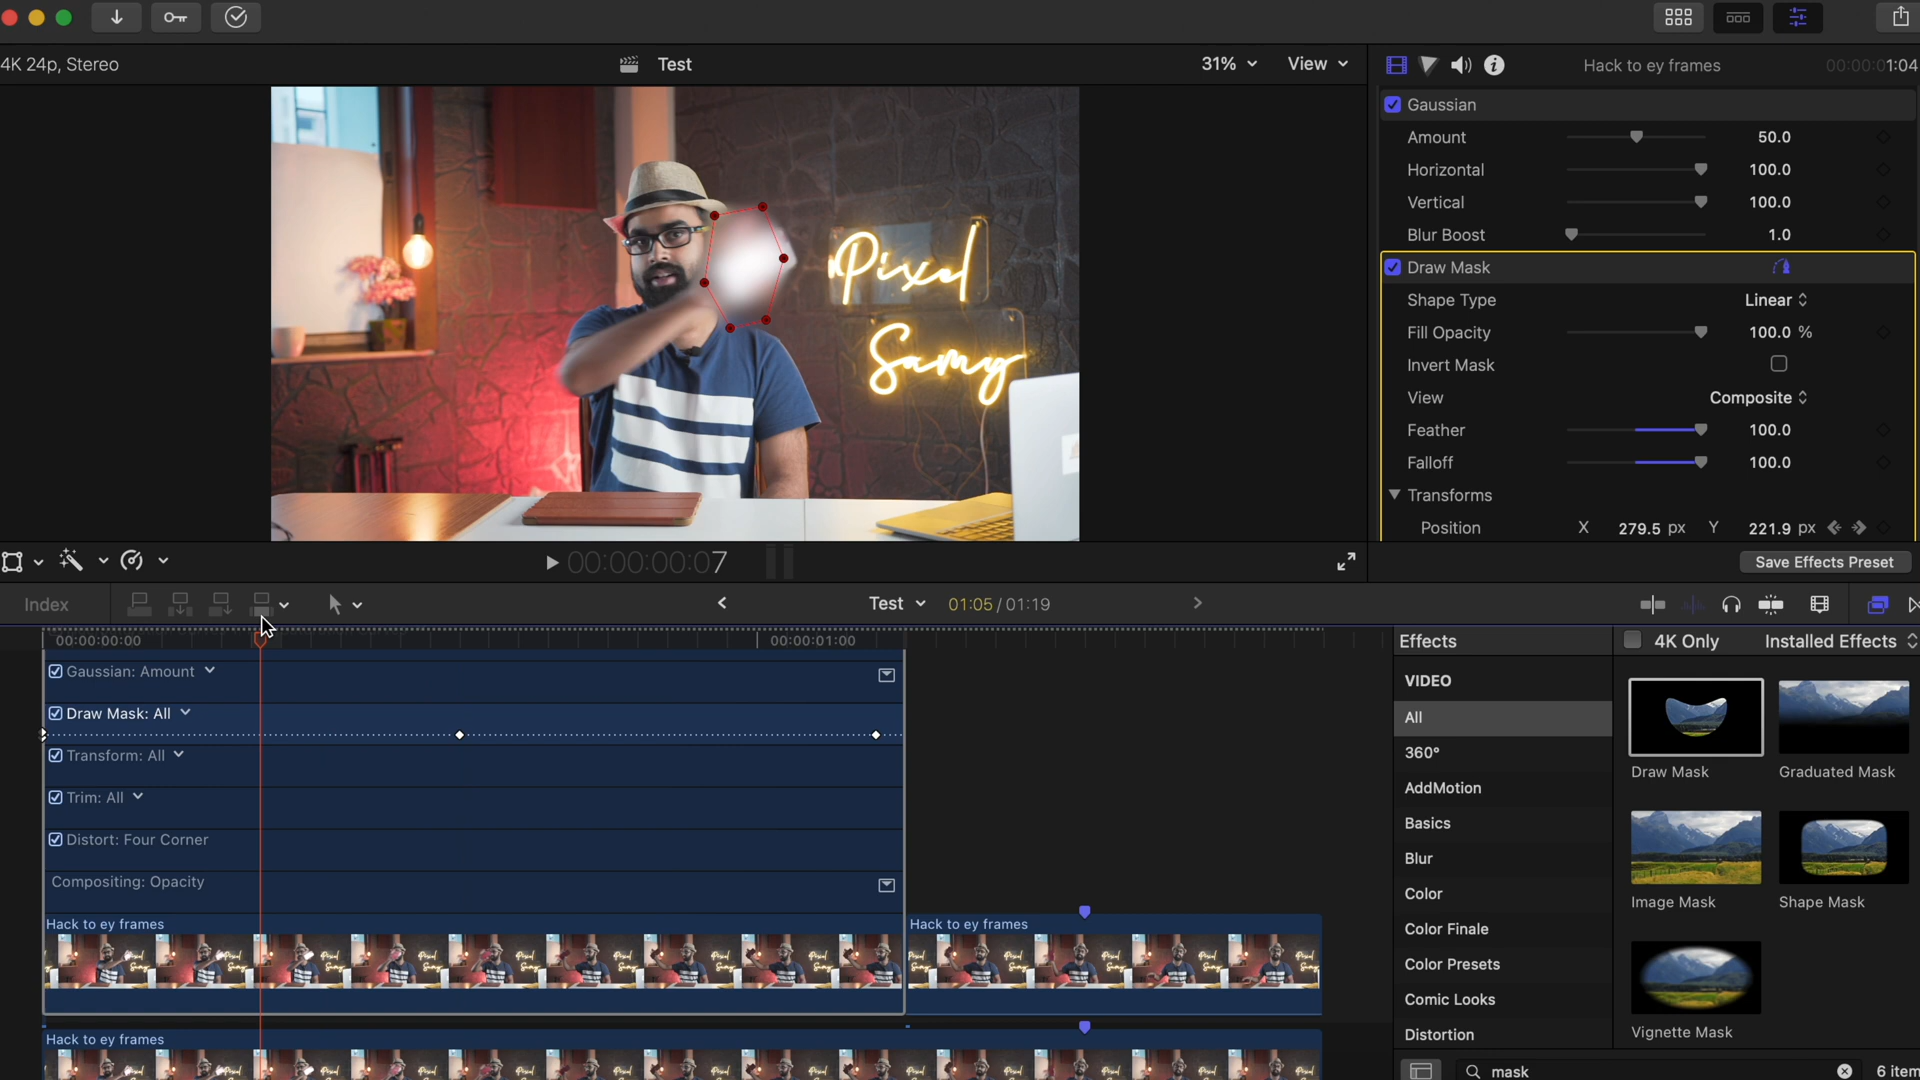 4K 24p, Stereo
Test
31%
View
Hack to ey frames
00:00:01:04
Gaussian
Amount
50.0
Horizontal
100.0
Vertical
100.0
Blur Boost
1.0
Draw Mask
Shape Type
Linear
Fill Opacity
100.0 %
Invert Mask
View
Composite
Feather
100.0
Falloff
100.0
Transforms
Position
X
279.5 px
Y
221.9 px
Save Effects Preset
Pixel
Samy
00:00:00:07
Index
Test
01:05 / 01:19
00:00:00:00
00:00:01:00
Gaussian: Amount
Draw Mask: All
Transform: All
Trim: All
Distort: Four Corner
Compositing: Opacity
Hack to ey frames
Hack to ey frames
Hack to ey frames
Effects
4K Only
Installed Effects
VIDEO
All
360°
AddMotion
Basics
Blur
Color
Color Finale
Color Presets
Comic Looks
Distortion
Draw Mask
Graduated Mask
Image Mask
Shape Mask
Vignette Mask
mask
6 item